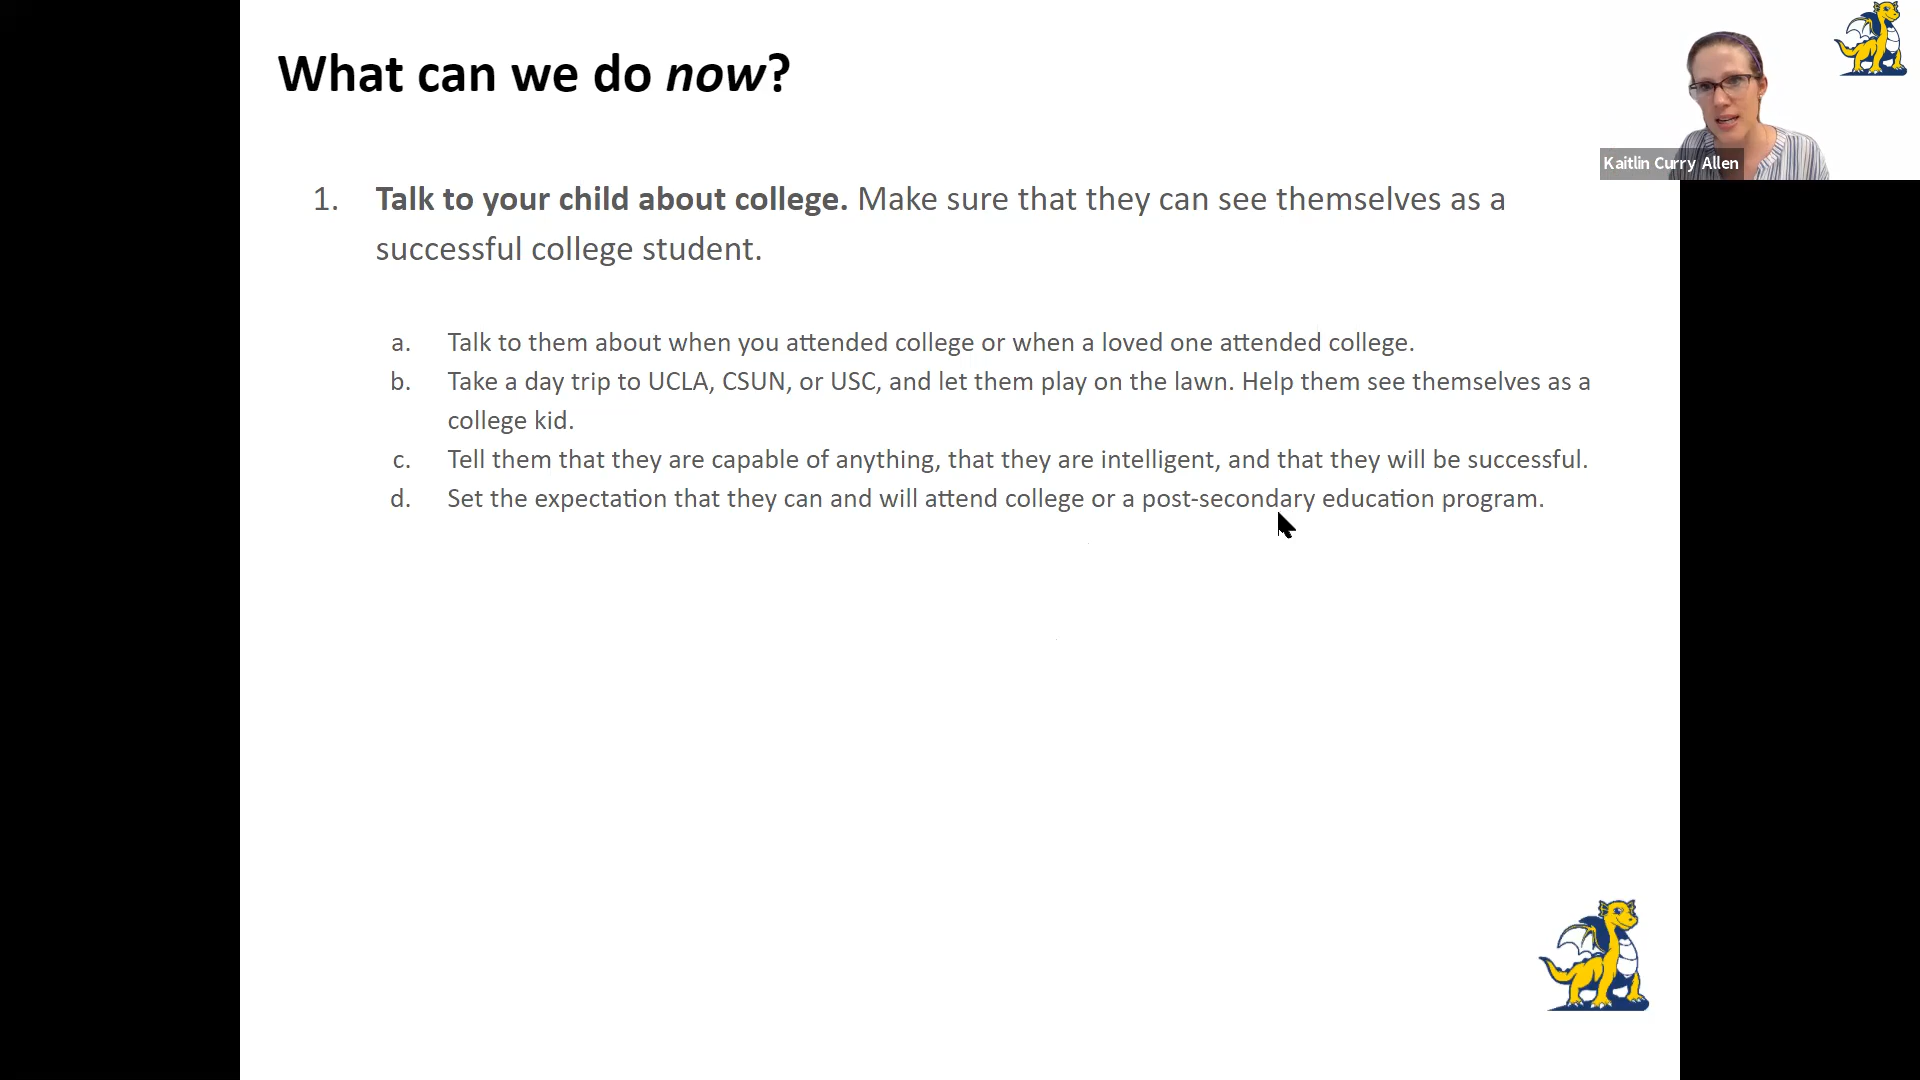 What can we do now?
Kaitlin Curry Allen
1. Talk to your child about college. Make sure that they can see themselves as a
successful college student.
a. Talk to them about when you attended college or when a loved one attended college.
b. Take a day trip to UCLA, CSUN, or USC, and let them play on the lawn. Help them see themselves as a
college kid.
c. Tell them that they are capable of anything, that they are intelligent, and that they will be successful.
d. Set the expectation that they can and will attend college or a post-secondary education program.